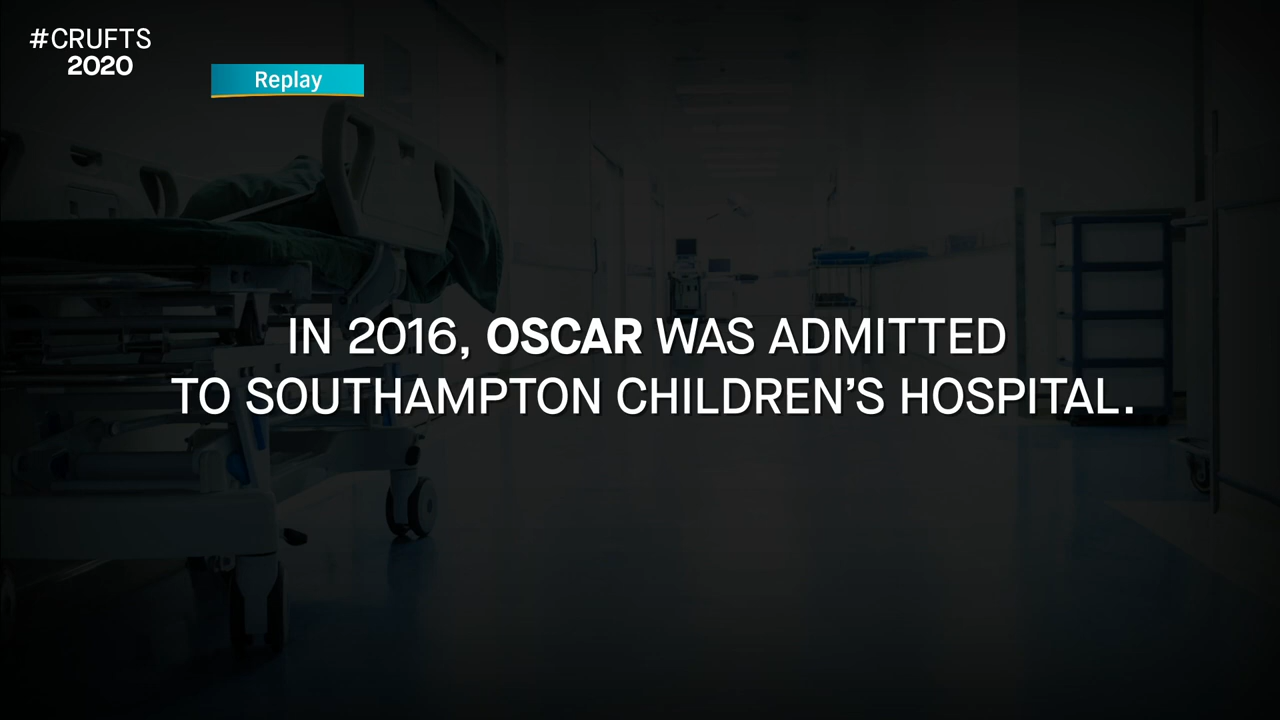 #CRUFTS
2020
Replay
IN 2016, OSCAR WAS ADMITTED
TO SOUTHAMPTON CHILDREN’S HOSPITAL.